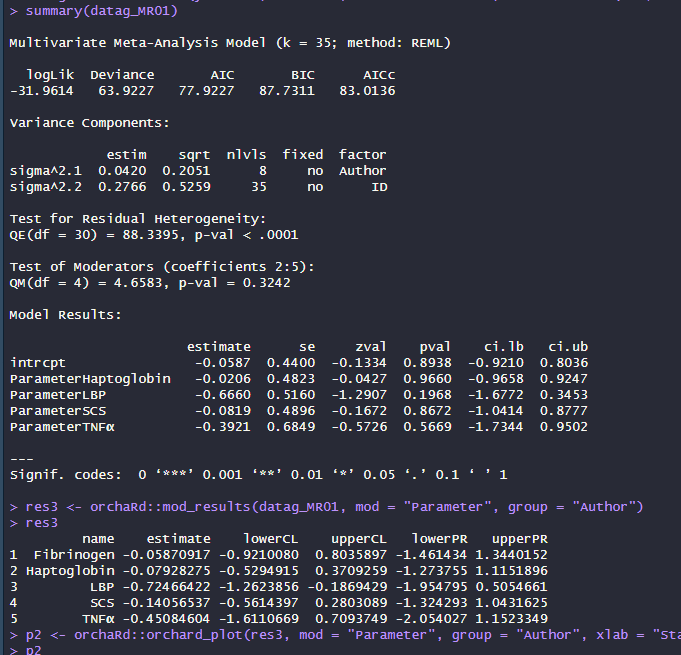 > summary(datag_MR01)
Multivariate Meta-Analysis Model (k = 35; method: REML)
logLik Deviance AIC BIC AICc
-31.9614 63.9227 77.9227 87.7311 83.0136
Variance Components:
estim sqrt nlvls fixed factor
sigma^2.1 0.0420 0.2051 8 no Author
sigma^2.2 0.2766 0.5259 35 no ID
Test for Residual Heterogeneity:
QE(df = 30) = 88.3395, p-val < .0001
Test of Moderators (coefficients 2:5):
QM(df = 4) = 4.6583, p-val = 0.3242
Model Results:
estimate se zval pval ci.lb ci.ub
intrcpt -0.0587 0.4400 -0.1334 0.8938 -0.9210 0.8036
ParameterHaptoglobin -0.0206 0.4823 -0.0427 0.9660 -0.9658 0.9247
ParameterLBP -0.6660 0.5160 -1.2907 0.1968 -1.6772 0.3453
ParameterSCS -0.0819 0.4896 -0.1672 0.8672 -1.0414 0.8777
ParameterTNFα -0.3921 0.6849 -0.5726 0.5669 -1.7344 0.9502
---
Signif. codes: 0 ‘***’ 0.001 ‘**’ 0.01 ‘*’ 0.05 ‘.’ 0.1 ‘ ’ 1
> res3 <- orchaRd::mod_results(datag_MR01, mod = "Parameter", group = "Author")
> res3
name estimate lowerCL upperCL lowerPR upperPR
1 Fibrinogen -0.05870917 -0.9210080 0.8035897 -1.461434 1.3440152
2 Haptoglobin -0.07928275 -0.5294915 0.3709259 -1.273755 1.1151896
3 LBP -0.72466422 -1.2623856 -0.1869429 -1.954795 0.5054661
4 SCS -0.14056537 -0.5614397 0.2803089 -1.324293 1.0431625
5 TNFα -0.45084604 -1.6110669 0.7093749 -2.054027 1.1523349
> p2 <- orchaRd::orchard_plot(res3, mod = "Parameter", group = "Author", xlab = "Sta
> p2